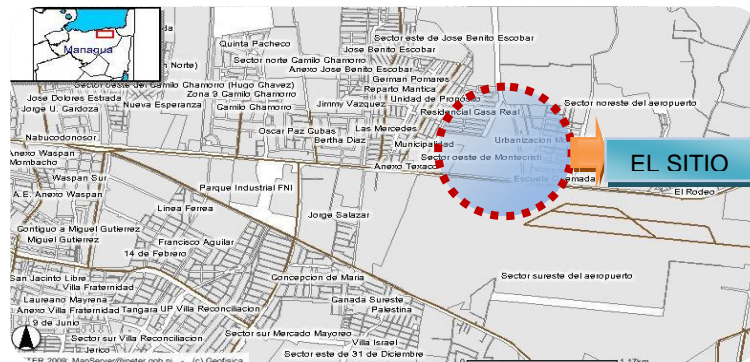 Managua
Quinta Pacheco
Sector este de Jose Benito Escobar
Jose Benito Escobar
Norte)
Sector norte Camilo Chamorro
Anexo Jose Benito Escobar
Sector oeste del Camilo Chamorro (Hugo Chavez)
German Pomares
Zona 9 Camilo Chamorro
Reparto Mantica
Jose Dolores Estrada
Nueva Esperanza
Camilo Chamorro
Jimmy Vazquez
Unidad de
Sector noreste del aeropuerto
Jorge U. Cardoza
Residencial Casa Real
Oscar Paz Cubas
Las Mercedes
Nabucodonosor
Bertha Diaz
Municipalidad
Urbanizacion
Anexo Waspan
Sector oeste de Montecristi
EL SITIO
Mombacho
Anexo Texaco
Waspan Sur
Parque Industrial FNI
Escuela Quemada
A.E. Anexo Waspan
El Rodeo
Linea Ferrea
Jorge Salazar
Contiguo a Miguel Gutierrez
Miguel Gutierrez
Francisco Aguilar
14 de Febrero
San Jacinto Libre
Concepcion de Maria
Sector sureste del aeropuerto
Villa Fraternidad
Laureano Mayrena
Canada Sureste
Anexo Villa Fraternidad
Tangara
UP Villa Reconciliacion
Palestina
9 de Junio
Sector sur Villa Reconciliacion
Sector sur Mercado Mayoreo
Villa Israel
Jerico
Sector este de 31 de Diciembre
1.17km